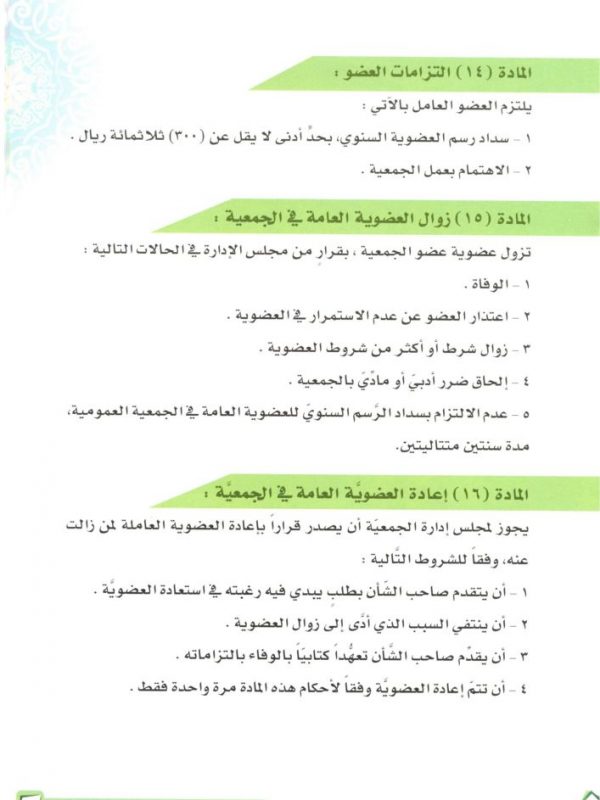 المادة (١٤) التزامات العضو :
يلتزم العضو العامل بالآتي :
١ - سداد رسم العضوية السنوي، بحدٍّ أدنى لا يقل عن (٣٠٠) ثلاثمائة ريال .
٢ - الاهتمام بعمل الجمعية .
المادة (١٥) زوال العضوية العامة في الجمعية :
تزول عضوية عضو الجمعية ، بقرارٍ من مجلس الإدارة في الحالات التالية :
١ - الوفاة .
٢ - اعتذار العضو عن عدم الاستمرار في العضوية .
٣ - زوال شرط أو أكثر من شروط العضوية .
٤ - إلحاق ضرر أدبيّ أو مادّيّ بالجمعية .
٥ - عدم الالتزام بسداد الرَّسم السنويّ للعضوية العامة في الجمعية العمومية،
مدة سنتين متتاليتين.
المادة (١٦) إعادة العضويَّة العامة في الجمعيَّة :
يجوز لمجلس إدارة الجمعيّة أن يصدر قراراً بإعادة العضوية العاملة لمن زالت
عنه، وفقاً للشروط التَّالية :
١ - أن يتقدم صاحب الشَّأن بطلبٍ يبدي فيه رغبته في استعادة العضويَّة .
٢ - أن ينتفي السبب الذي أدَّى إلى زوال العضوية .
٣ - أن يقدّم صاحب الشَّأن تعهُّداً كتابيَّاً بالوفاء بالتزاماته .
٤ - أن تتمّ إعادة العضويَّة وفقاً لأحكام هذه المادة مرة واحدة فقط .